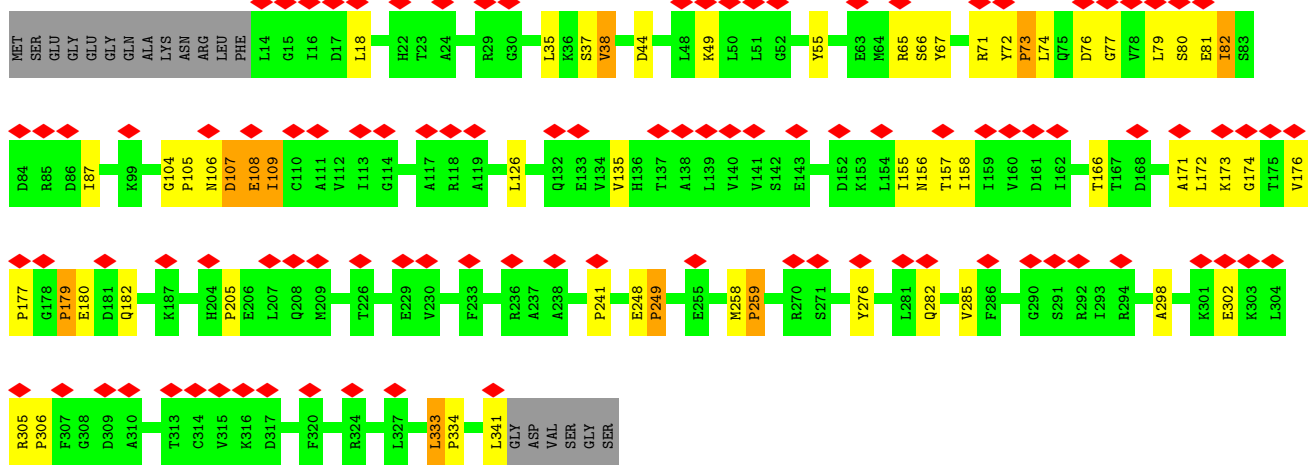 MET SER GLU GLY GLU GLY GLN ALA LYS ASN ARG LEU PHE L14 G15 I16 D17 L18 H22 T23 A24 R29 G30 L35 K36 S37 V38 D44 L48 K49 L50 L51 G52 Y55 E63 M64 R65 S66 Y67 R71 Y72 P73 L74 Q75 D76 G77 V78 L79 S80 E81 I82 S83
D84 R85 D86 I87 K99 G104 P105 N106 D107 E108 I109 C110 A111 V112 I113 G114 A117 R118 A119 L126 Q132 E133 V134 V135 H136 T137 A138 L139 V140 V141 S142 E143 D152 K153 L154 I155 N156 T157 I158 I159 V160 D161 I162 T166 T167 D168 A171 L172 K173 G174 T175 V176
P177 G178 P179 E180 D181 Q182 K187 H204 P205 E206 L207 Q208 M209 T226 E229 V230 F233 R236 A237 A238 P241 E248 P249 E255 M258 P259 R270 S271 Y276 L281 Q282 V285 F286 G290 S291 R292 I293 R294 A298 K301 E302 K303 L304
R305 P306 F307 G308 D309 A310 T313 C314 V315 K316 D317 F320 R324 L327 L333 P334 L341 GLY ASP VAL SER GLY SER